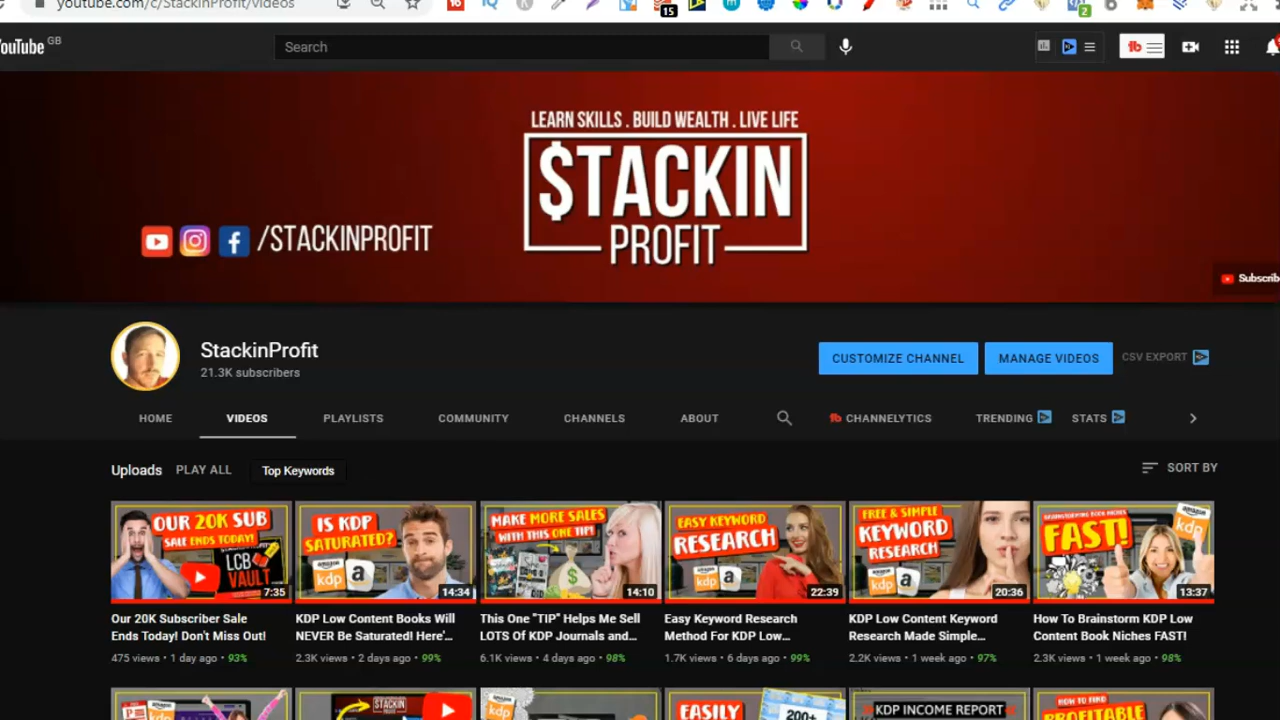 youtube.com/c/StackinProfit/videos
15
2
YouTube GB
Search
tb
LEARN SKILLS . BUILD WEALTH . LIVE LIFE
$TACKIN
PROFIT
/STACKINPROFIT
Subscrib
StackinProfit
21.3K subscribers
CUSTOMIZE CHANNEL
MANAGE VIDEOS
CSV EXPORT
HOME
VIDEOS
PLAYLISTS
COMMUNITY
CHANNELS
ABOUT
tb CHANNELYTICS
TRENDING
STATS
Uploads
PLAY ALL
Top Keywords
SORT BY
OUR 20K SUB
SALE ENDS TODAY!
LCB
VAULT
7:35
IS KDP
SATURATED?
amazon
kdp
a
14:34
MAKE MORE SALES
WITH THIS ONE TIP!
$
14:10
EASY KEYWORD
RESEARCH
amazon
kdp
a
22:39
FREE & SIMPLE
KEYWORD
RESEARCH
amazon
kdp
a
20:36
BRAINSTORMING BOOK NICHES
FAST!
amazon
kdp
13:37
Our 20K Subscriber Sale
Ends Today! Don't Miss Out!
475 views • 1 day ago • 93%
KDP Low Content Books Will
NEVER Be Saturated! Here'...
2.3K views • 2 days ago • 99%
This One "TIP" Helps Me Sell
LOTS Of KDP Journals and...
6.1K views • 4 days ago • 98%
Easy Keyword Research
Method For KDP Low...
1.7K views • 6 days ago • 99%
KDP Low Content Keyword
Research Made Simple...
2.2K views • 1 week ago • 97%
How To Brainstorm KDP Low
Content Book Niches FAST!
2.3K views • 1 week ago • 98%
STACKIN
PROFIT
EASILY
200+
KDP INCOME REPORT
HOW TO FIND
PROFITABLE